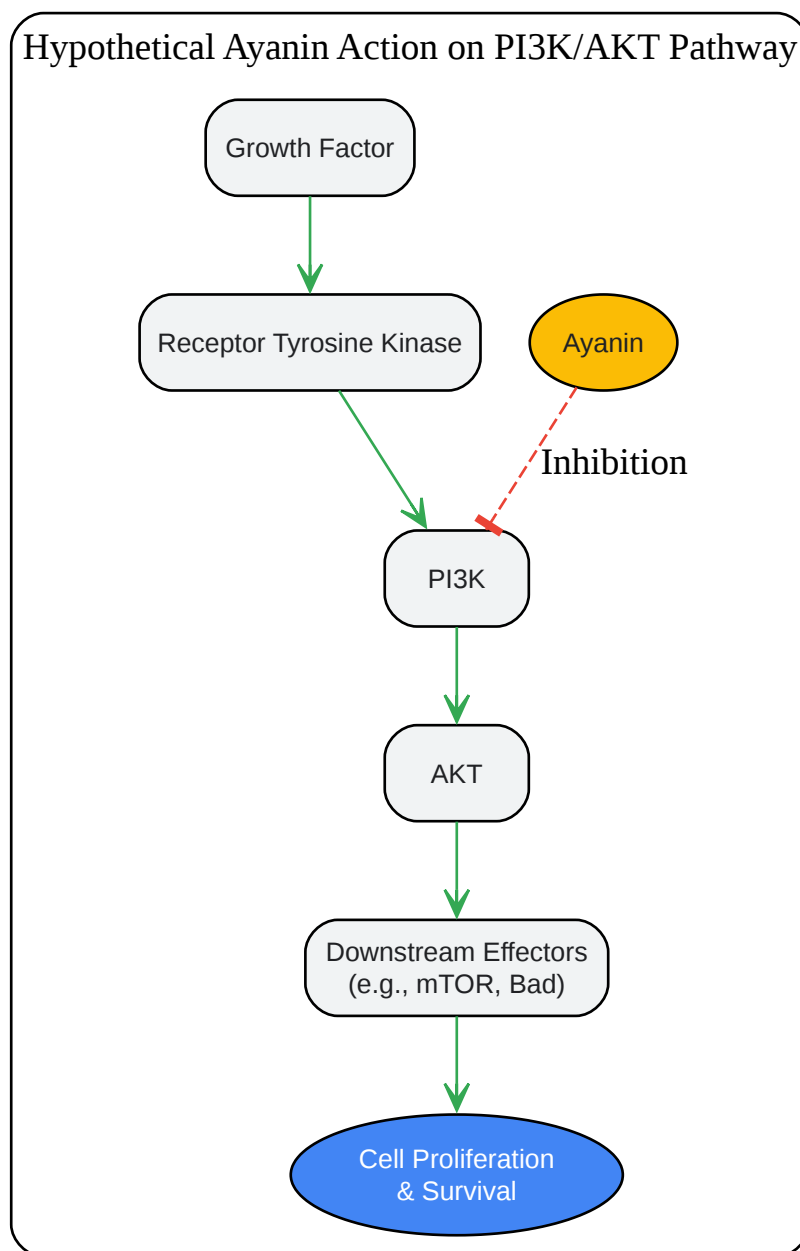 Hypothetical Ayanin Action on PI3K/AKT Pathway
Growth Factor
Receptor Tyrosine Kinase
Ayanin
Inhibition
PI3K
AKT
Downstream Effectors
(e.g., mTOR, Bad)
Cell Proliferation
& Survival